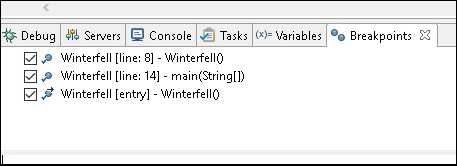 Debug Servers Console Tasks (x)= Variables Breakpoints
Winterfell [line: 8] - Winterfell()
Winterfell [line: 14] - main(String[])
Winterfell [entry] - Winterfell()